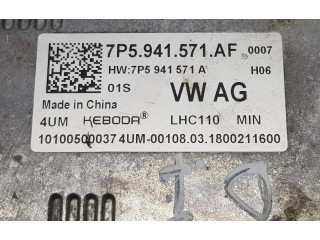 7P5.941.571.AF 0007
HW:7P5 941 571 A H06
01S VW AG
Made in China
4UM KEBODA® LHC110 MIN
10100500037 4UM-00108.03.1800211600